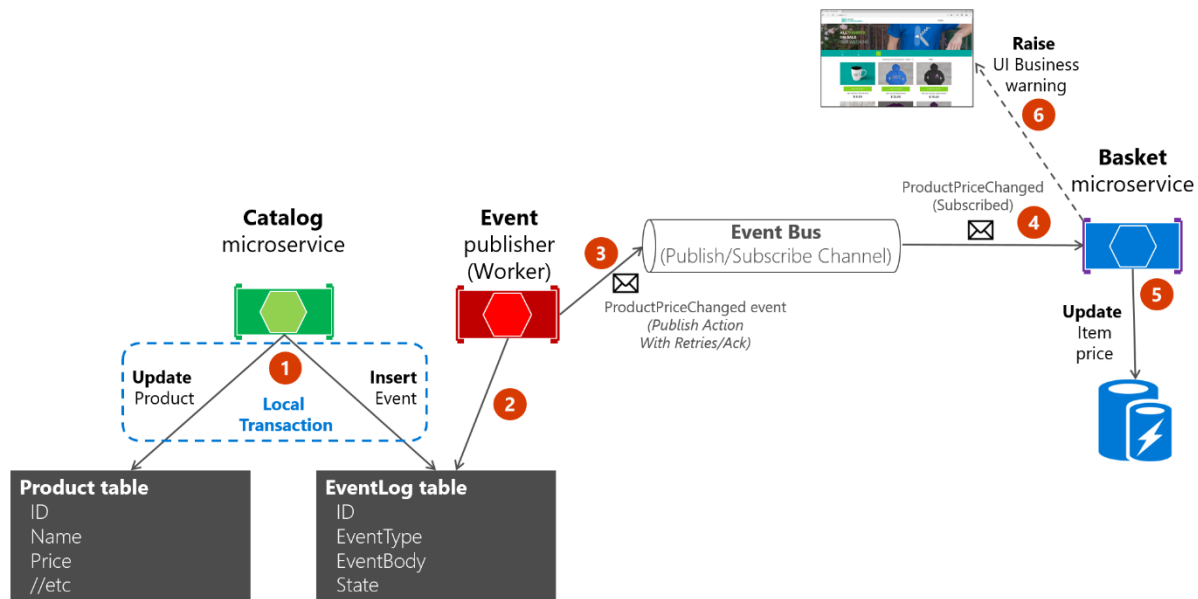 Raise
UI Business
warning
6
Basket
microservice
Catalog
microservice
Event
publisher
(Worker)
3
Event Bus
(Publish/Subscribe Channel)
ProductPriceChanged
(Subscribed)
4
ProductPriceChanged event
(Publish Action
With Retries/Ack)
5
Update
Item
price
1
Update
Product
Insert
Event
Local
Transaction
2
Product table
ID
Name
Price
//etc
EventLog table
ID
EventType
EventBody
State